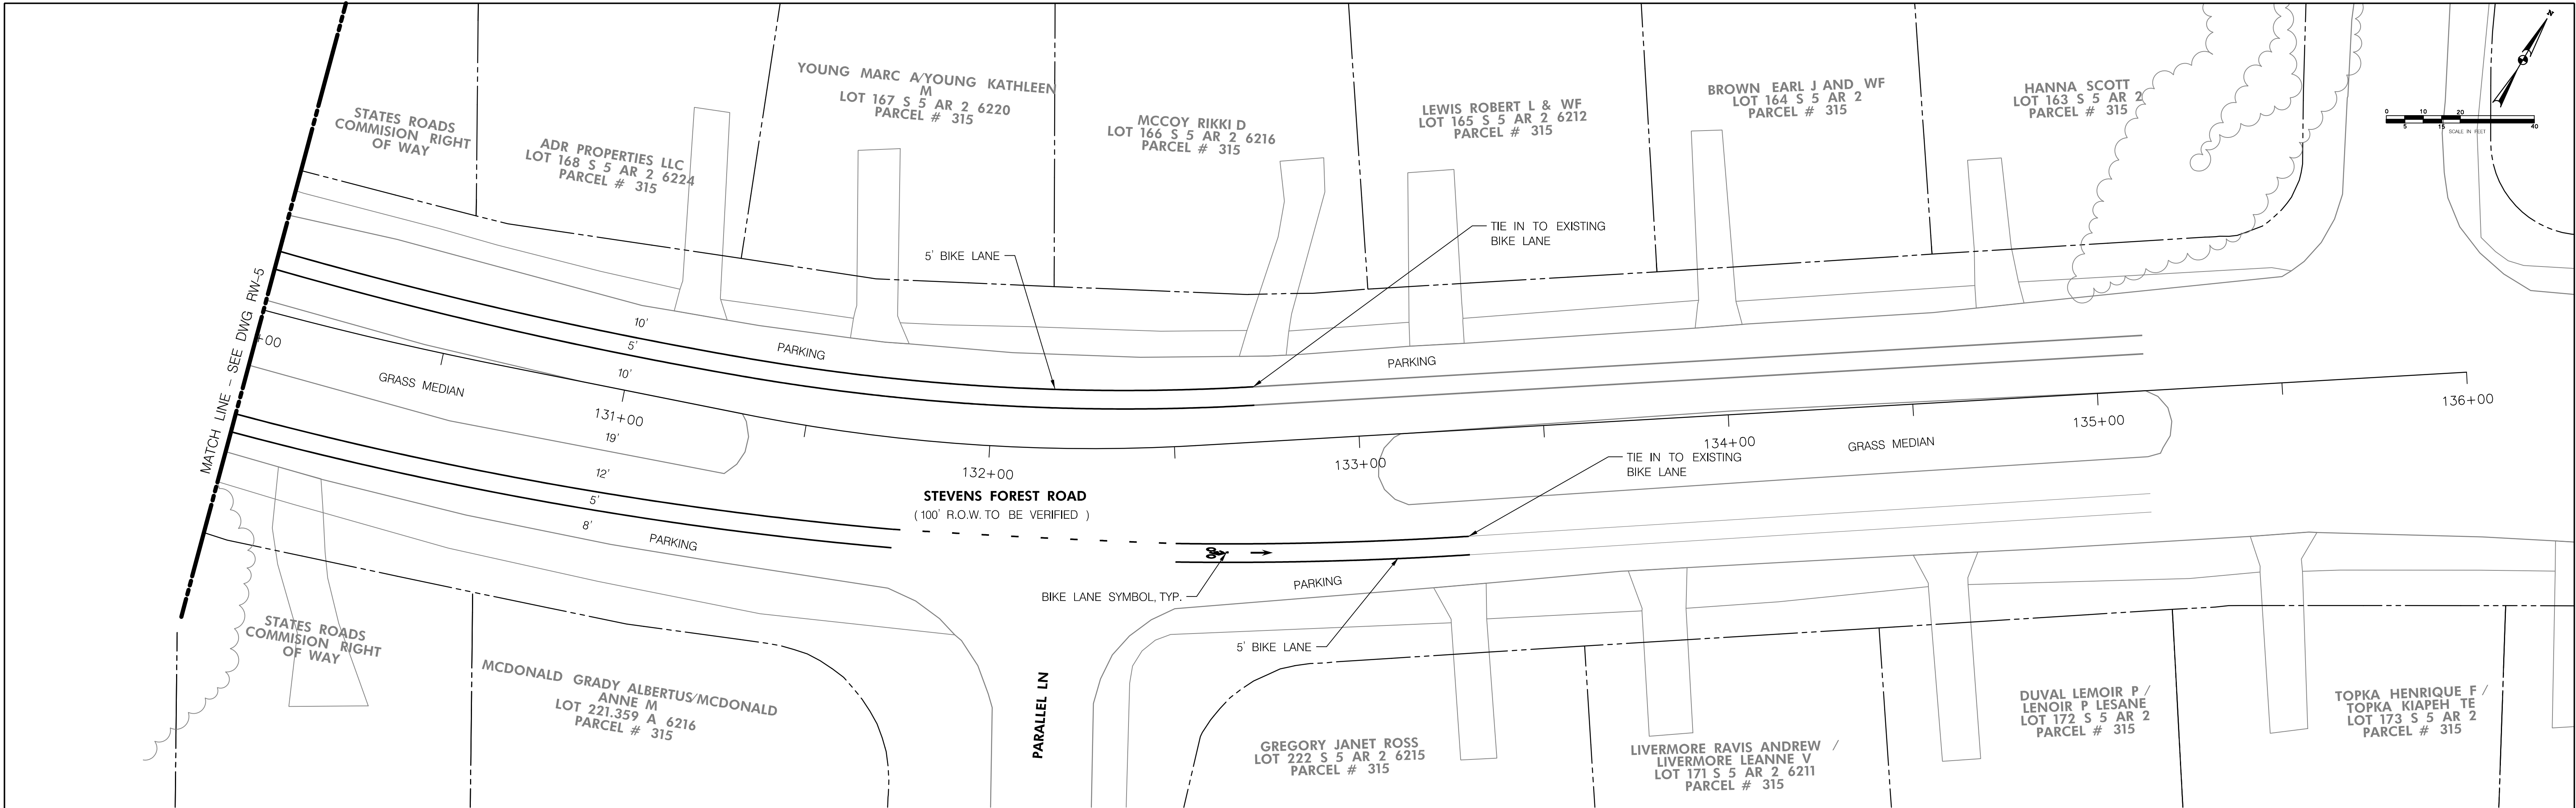 STATES ROADS
COMMISION RIGHT
OF WAY
ADR PROPERTIES LLC
LOT 168 S 5 AR 2 6224
PARCEL # 315
YOUNG MARC A/YOUNG KATHLEEN
M
LOT 167 S 5 AR 2 6220
PARCEL # 315
MCCOY RIKKI D
LOT 166 S 5 AR 2 6216
PARCEL # 315
LEWIS ROBERT L & WF
LOT 165 S 5 AR 2 6212
PARCEL # 315
BROWN EARL J AND WF
LOT 164 S 5 AR 2
PARCEL # 315
HANNA SCOTT
LOT 163 S 5 AR 2
PARCEL # 315
N
0 10 20
5 15 40
SCALE IN FEET
TIE IN TO EXISTING
BIKE LANE
5' BIKE LANE
MATCH LINE - SEE DWG RW-5
+00
10'
5'
10'
PARKING
PARKING
GRASS MEDIAN
131+00
19'
12'
5'
8'
PARKING
132+00
133+00
134+00
135+00
136+00
GRASS MEDIAN
TIE IN TO EXISTING
BIKE LANE
STEVENS FOREST ROAD
( 100' R.O.W. TO BE VERIFIED )
PARKING
BIKE LANE SYMBOL, TYP.
5' BIKE LANE
PARALLEL LN
STATES ROADS
COMMISION RIGHT
OF WAY
MCDONALD GRADY ALBERTUS/MCDONALD
ANNE M
LOT 221.359 A 6216
PARCEL # 315
GREGORY JANET ROSS
LOT 222 S 5 AR 2 6215
PARCEL # 315
LIVERMORE RAVIS ANDREW /
LIVERMORE LEANNE V
LOT 171 S 5 AR 2 6211
PARCEL # 315
DUVAL LEMOIR P /
LENOIR P LESANE
LOT 172 S 5 AR 2
PARCEL # 315
TOPKA HENRIQUE F /
TOPKA KIAPEH TE
LOT 173 S 5 AR 2
PARCEL # 315